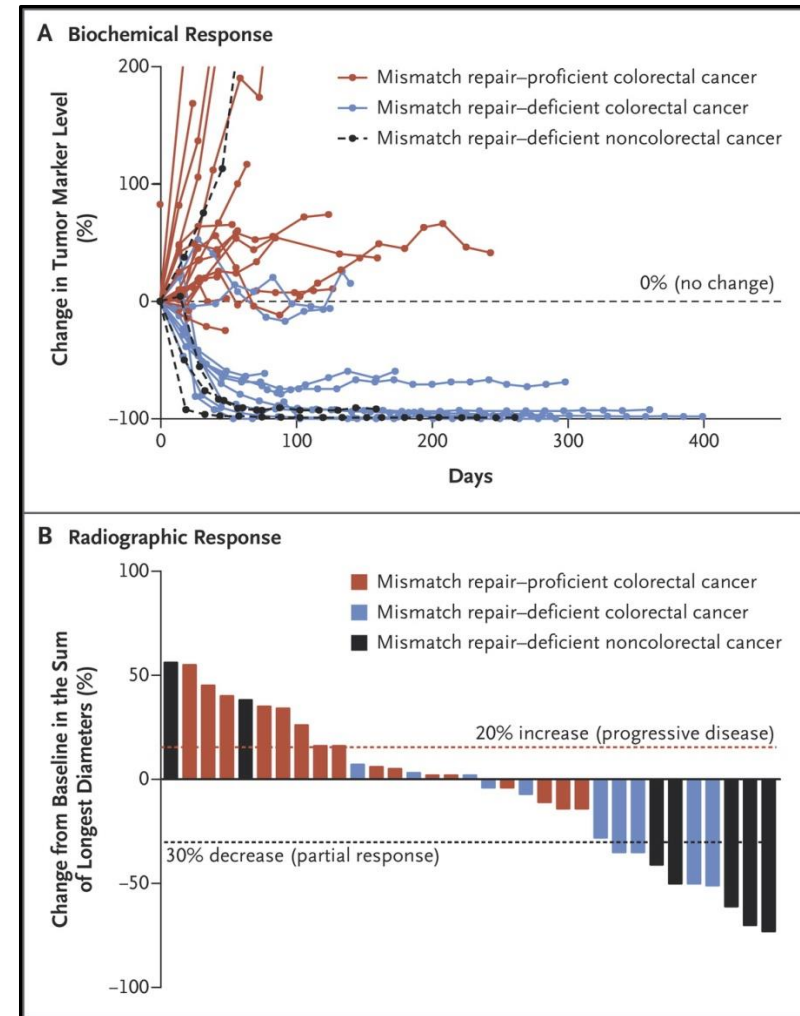 A Biochemical Response
200
100
0
−100
Change in Tumor Marker Level
(%)
Mismatch repair–proficient colorectal cancer
Mismatch repair–deficient colorectal cancer
Mismatch repair–deficient noncolorectal cancer
0% (no change)
0 100 200 300 400
Days
B Radiographic Response
100
50
0
−50
−100
Change from Baseline in the Sum
of Longest Diameters (%)
Mismatch repair–proficient colorectal cancer
Mismatch repair–deficient colorectal cancer
Mismatch repair–deficient noncolorectal cancer
20% increase (progressive disease)
30% decrease (partial response)